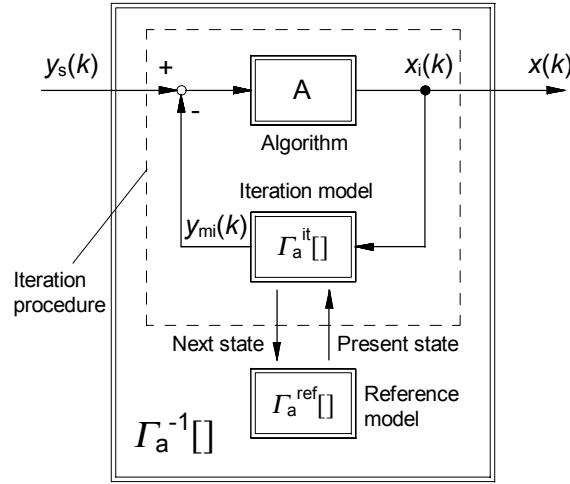 yₛ(k)
+
-
A
xᵢ(k)
x(k)
Algorithm
Iteration model
yₘᵢ(k)
Γₐⁱᵗ[]
Iteration
procedure
Next state
Present state
Γₐʳᵉᶠ[]
Reference
model
Γₐ⁻¹[]